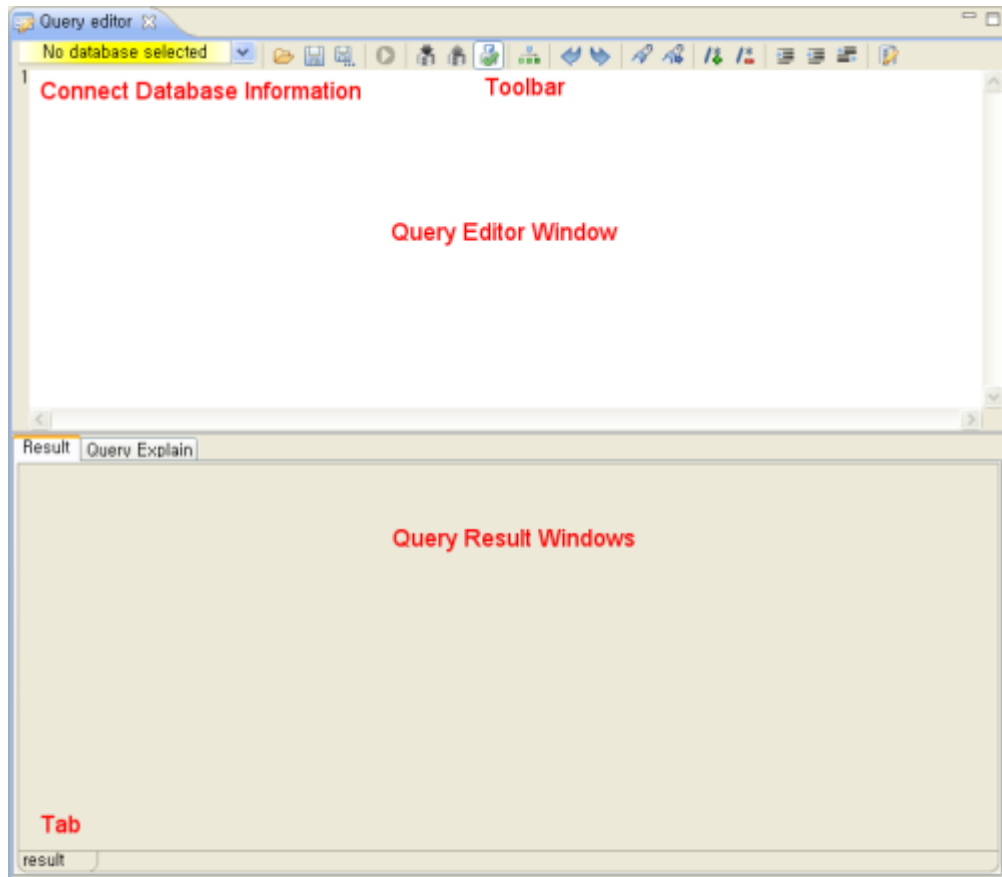 Query editor
No database selected
1
Connect Database Information
Toolbar
Query Editor Window
Result
Query Explain
Query Result Windows
Tab
result